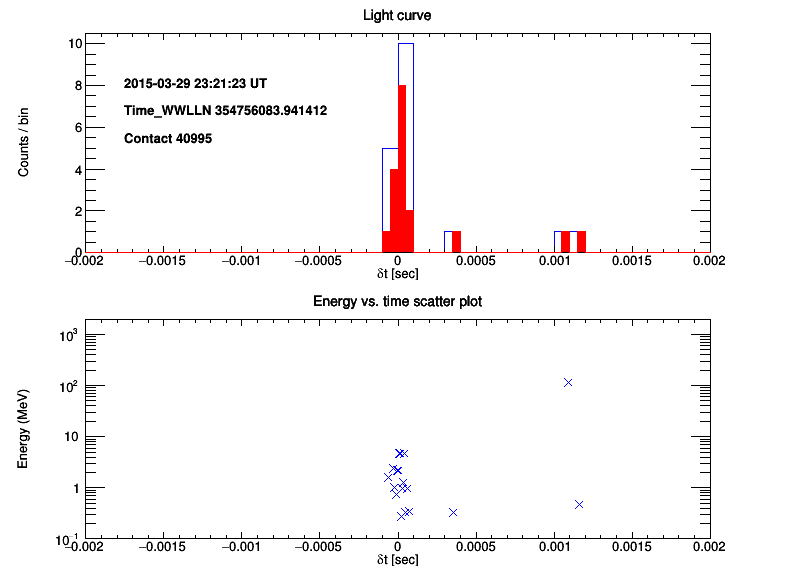 Light curve
10
8
6
4
2
0
Counts / bin
2015-03-29 23:21:23 UT
Time_WWLLN 354756083.941412
Contact 40995
−0.002 −0.0015 −0.001 −0.0005 0 0.0005 0.001 0.0015 0.002
δt [sec]
Energy vs. time scatter plot
10³
10²
10
1
10⁻¹
Energy (MeV)
−0.002 −0.0015 −0.001 −0.0005 0 0.0005 0.001 0.0015 0.002
δt [sec]